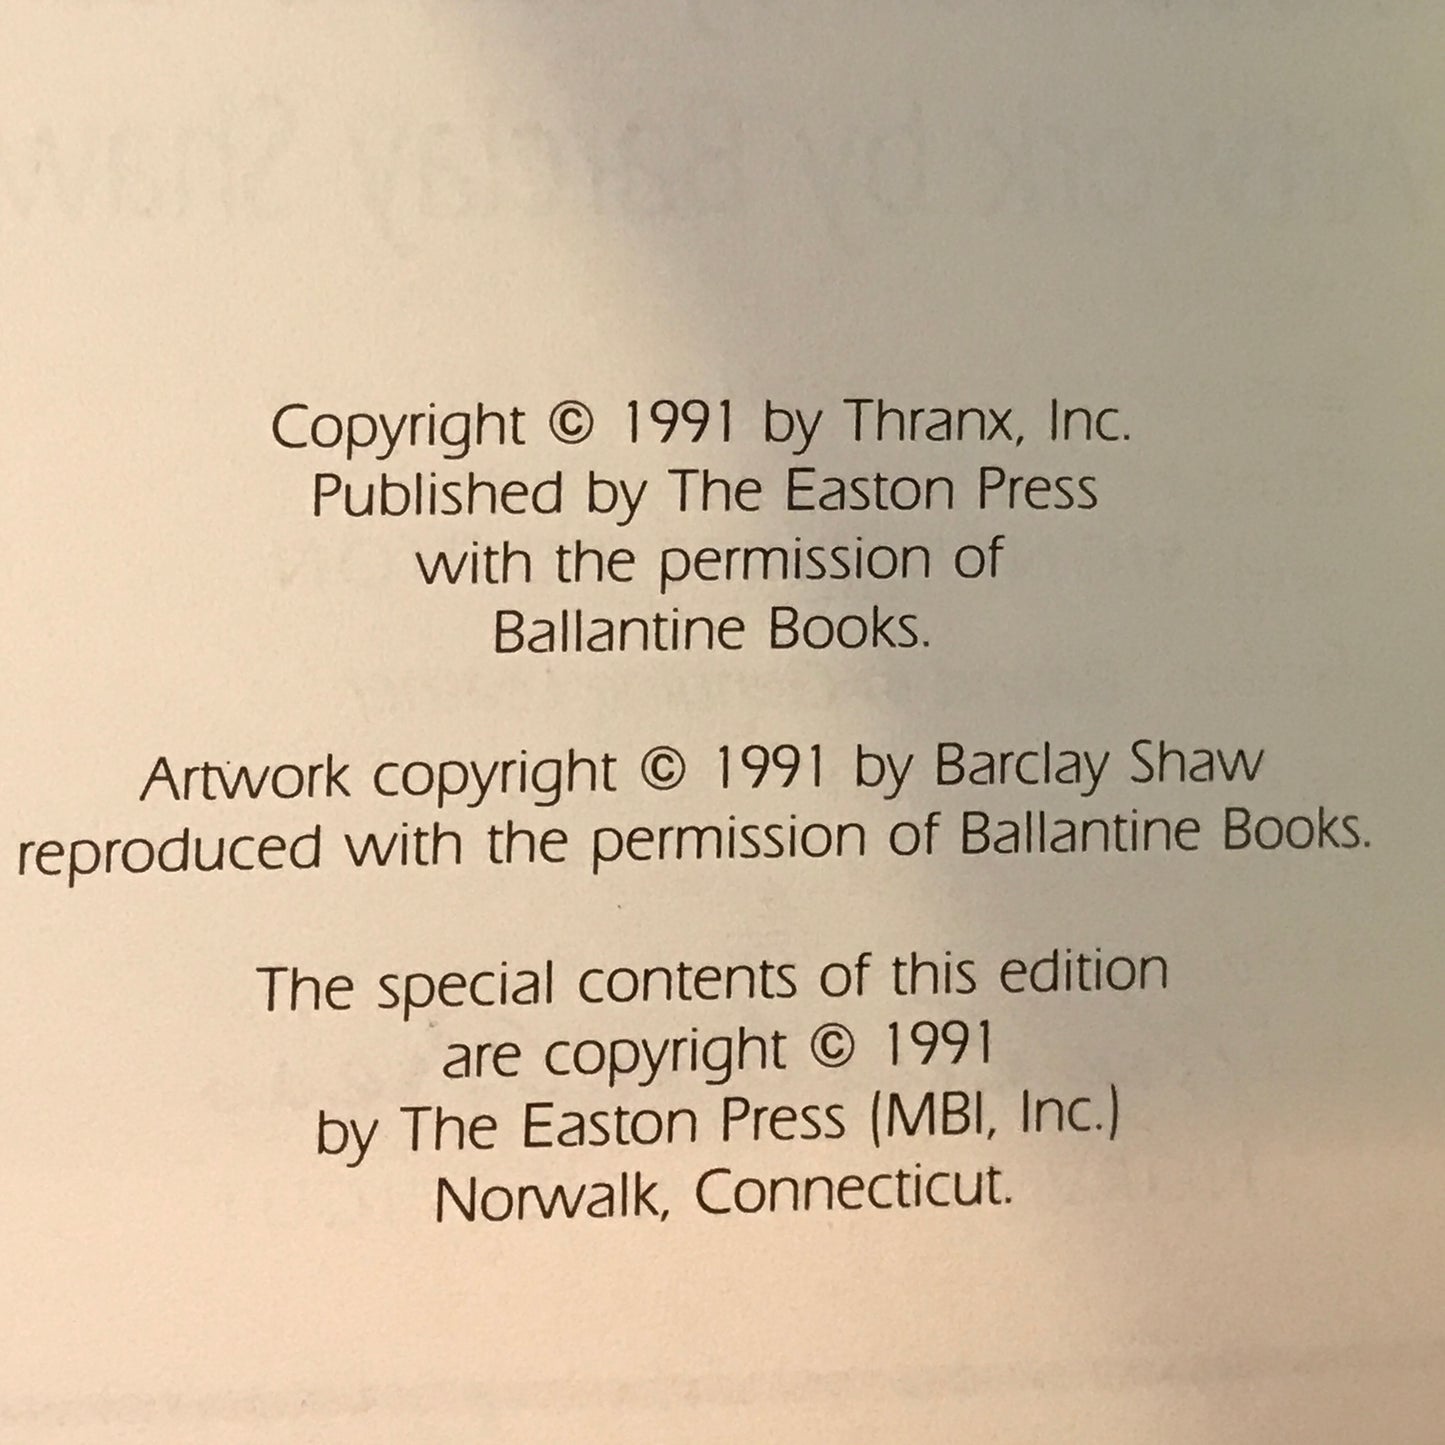 Copyright © 1991 by Thranx, Inc.
Published by The Easton Press
with the permission of
Ballantine Books.
Artwork copyright © 1991 by Barclay Shaw
reproduced with the permission of Ballantine Books.
The special contents of this edition
are copyright © 1991
by The Easton Press (MBI, Inc.)
Norwalk, Connecticut.